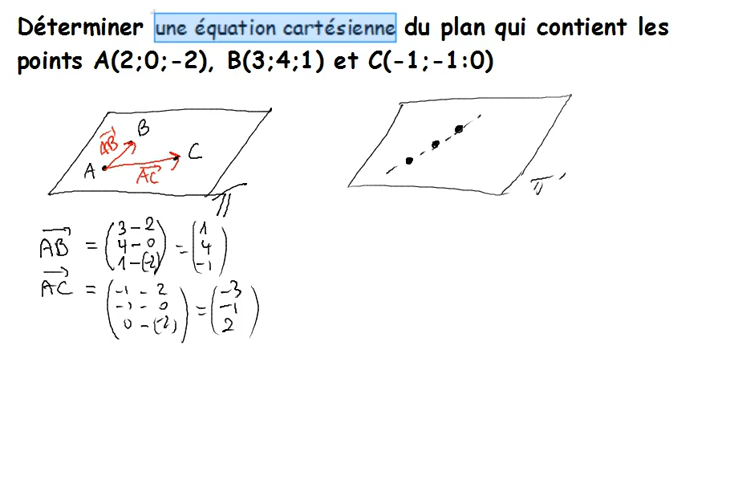 Déterminer une équation cartésienne du plan qui contient les
points A(2;0;-2), B(3;4;1) et C(-1;-1:0)
B
AB
C
A
AC
π
π'
AB = (3 - 2 4 - 0 1 - (-2)) = (1 4 -1)
AC = (-1 - 2 -1 - 0 0 - (-2)) = (-3 -1 2)